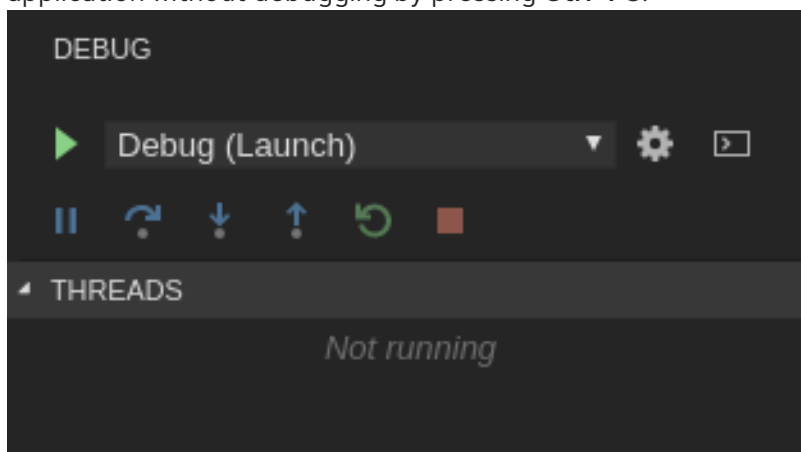 application without debugging by pressing
DEBUG
Debug (Launch)
THREADS
Not running